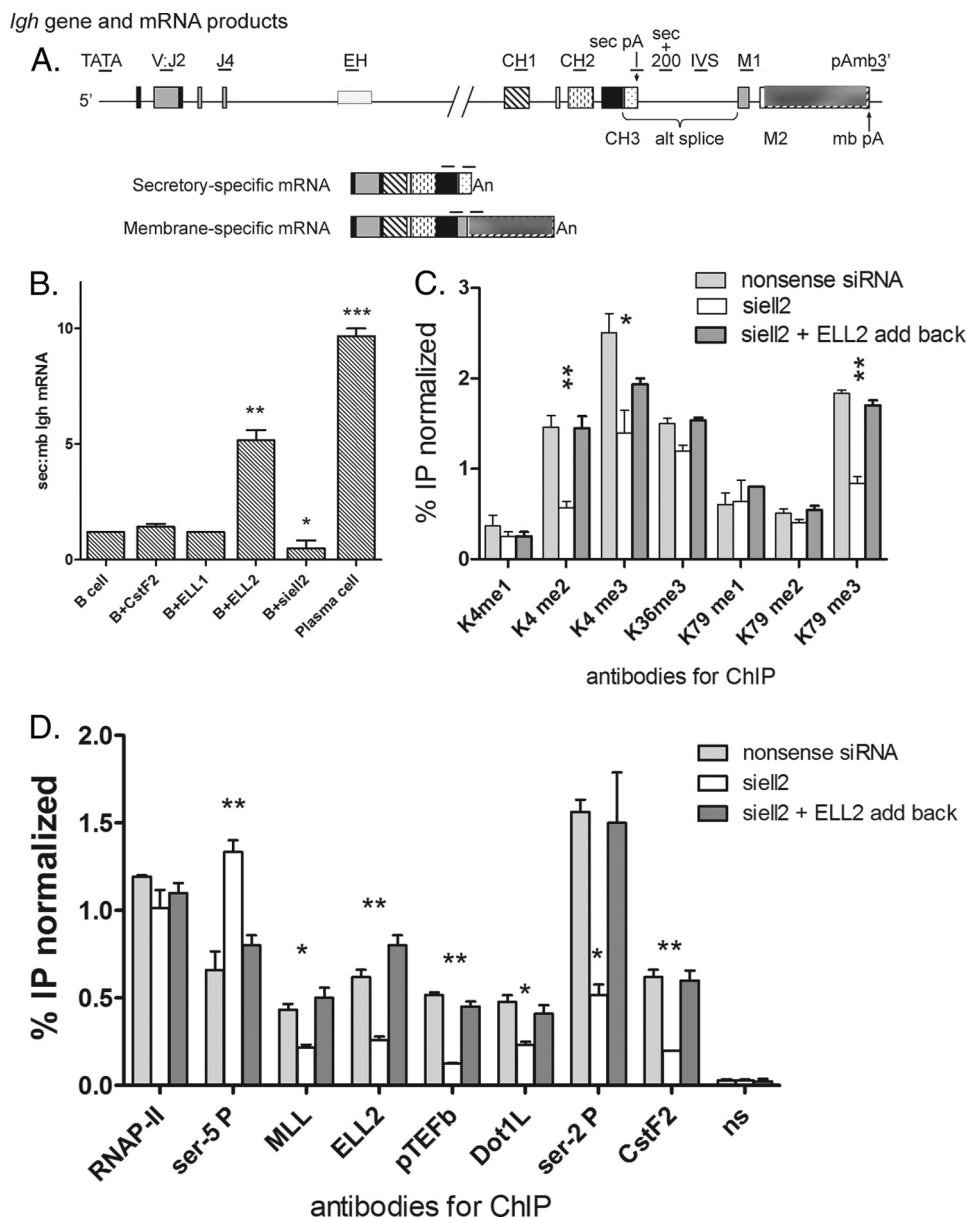 Igh gene and mRNA products
A.
TATA V:J2 J4 EH CH1 CH2 sec pA sec + 200 IVS M1 pAmb3'
5'
CH3 alt splice M2 mb pA
Secretory-specific mRNA An
Membrane-specific mRNA An
B.
sec:mb Igh mRNA
10
5
0
***
**
*
B cell
B+CstF2
B+ELL1
B+ELL2
B+siell2
Plasma cell
C.
nonsense siRNA
siell2
siell2 + ELL2 add back
% IP normalized
3
2
1
0
**
*
**
K4me1
K4 me2
K4 me3
K36me3
K79 me1
K79 me2
K79 me3
antibodies for ChIP
D.
nonsense siRNA
siell2
siell2 + ELL2 add back
% IP normalized
2.0
1.5
1.0
0.5
0.0
**
*
**
**
*
*
**
RNAP-II
ser-5 P
MLL
ELL2
pTEFb
Dot1L
ser-2 P
CstF2
ns
antibodies for ChIP